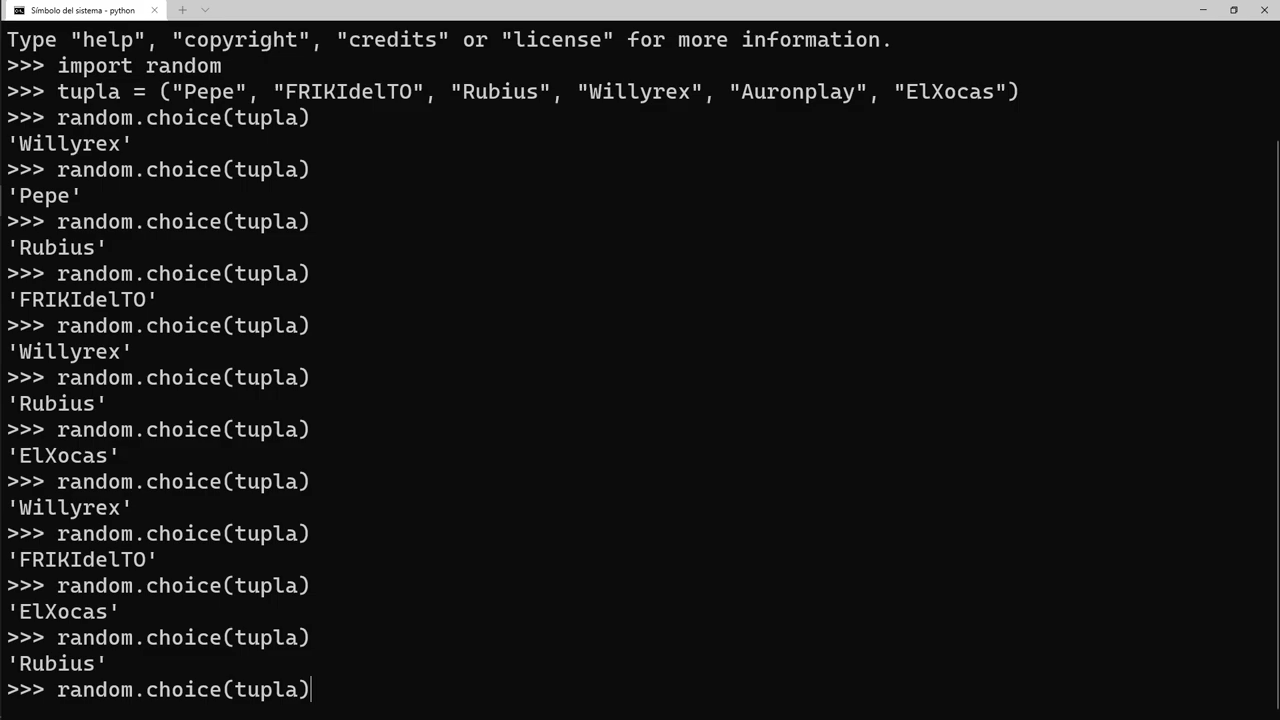 Símbolo del sistema - python
Type "help", "copyright", "credits" or "license" for more information.
>>> import random
>>> tupla = ("Pepe", "FRIKIdelTO", "Rubius", "Willyrex", "Auronplay", "ElXocas")
>>> random.choice(tupla)
'Willyrex'
>>> random.choice(tupla)
'Pepe'
>>> random.choice(tupla)
'Rubius'
>>> random.choice(tupla)
'FRIKIdelTO'
>>> random.choice(tupla)
'Willyrex'
>>> random.choice(tupla)
'Rubius'
>>> random.choice(tupla)
'ElXocas'
>>> random.choice(tupla)
'Willyrex'
>>> random.choice(tupla)
'FRIKIdelTO'
>>> random.choice(tupla)
'ElXocas'
>>> random.choice(tupla)
'Rubius'
>>> random.choice(tupla)